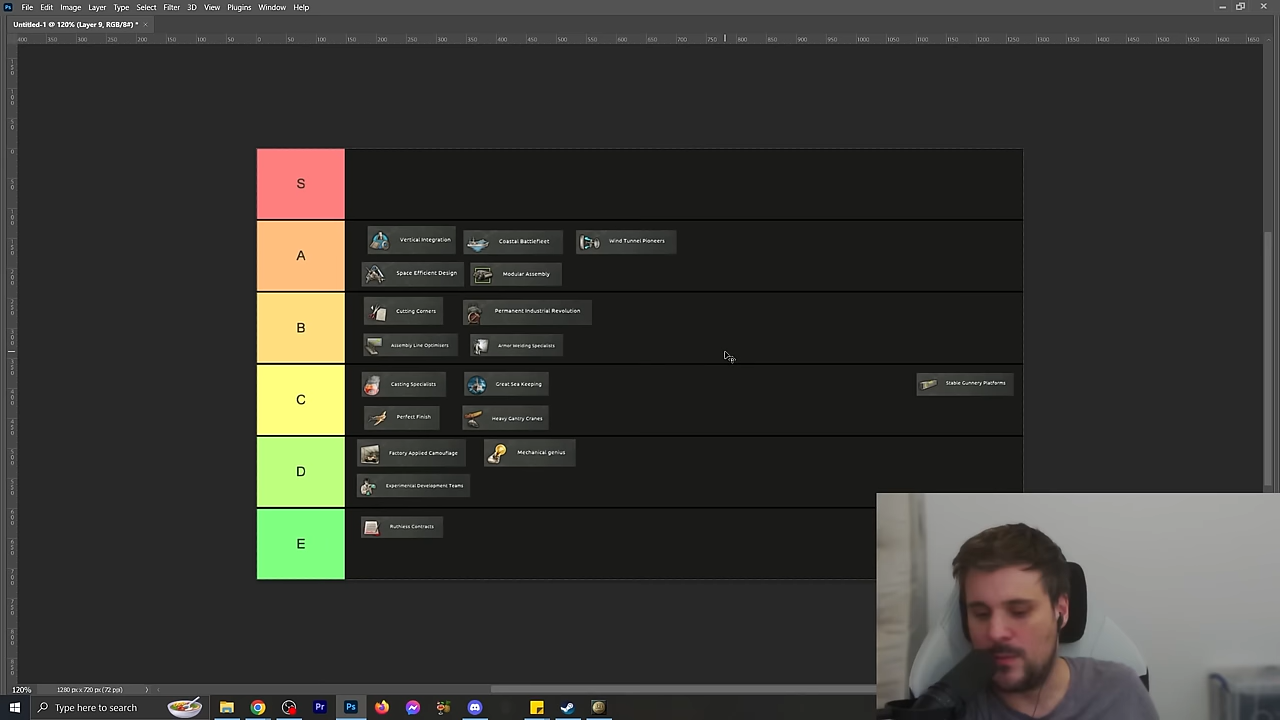 File Edit Image Layer Type Select Filter 3D View Plugins Window Help
Untitled-1 @ 120% (Layer 9, RGB/8#) *
S
A
Vertical Integration
Coastal Battlefleet
Wind Tunnel Pioneers
Space Efficient Design
Modular Assembly
B
Cutting Corners
Permanent Industrial Revolution
Assembly Line Optimisers
Armor Welding Specialists
C
Casting Specialists
Great Sea Keeping
Stable Gunnery Platforms
Perfect Finish
Heavy Gantry Cranes
D
Factory Applied Camouflage
Mechanical genius
Experimental Development Teams
E
Ruthless Contracts
120% 1280 px x 720 px (72 ppi)
Type here to search